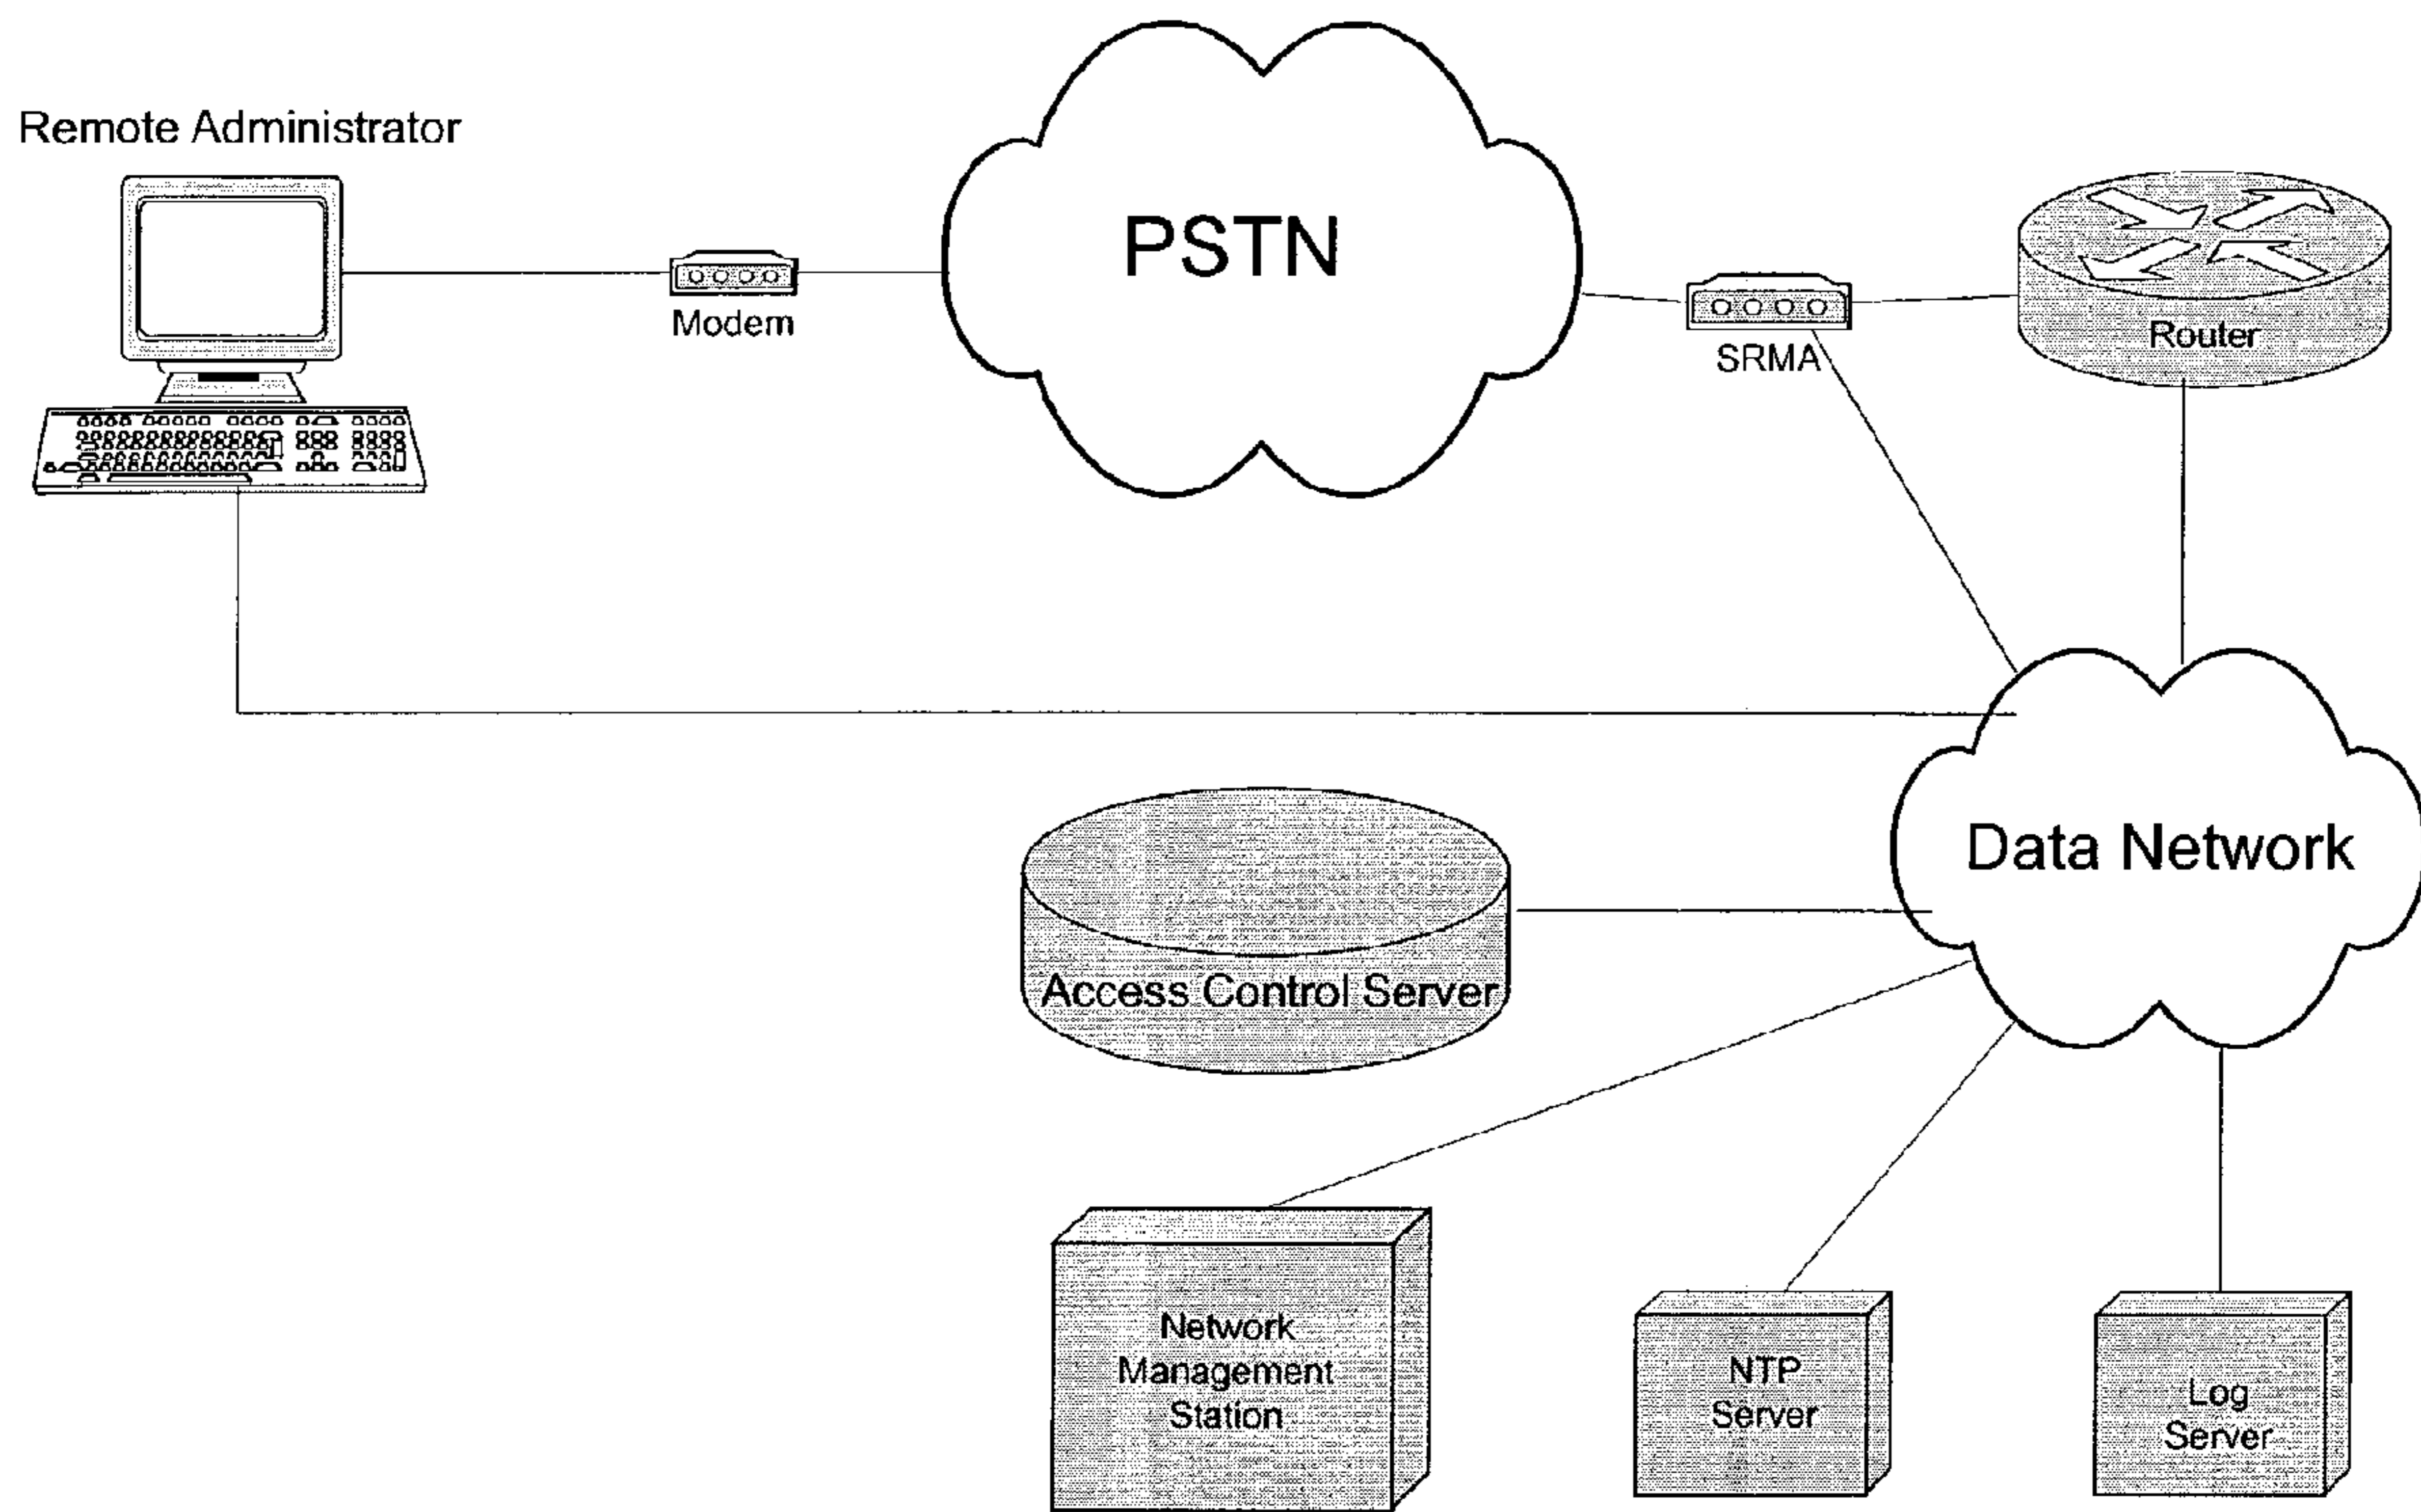 Remote Administrator
PSTN
Modem
SRMA
Router
Data Network
Access Control Server
Network
Management
Station
NTP
Server
Log
Server